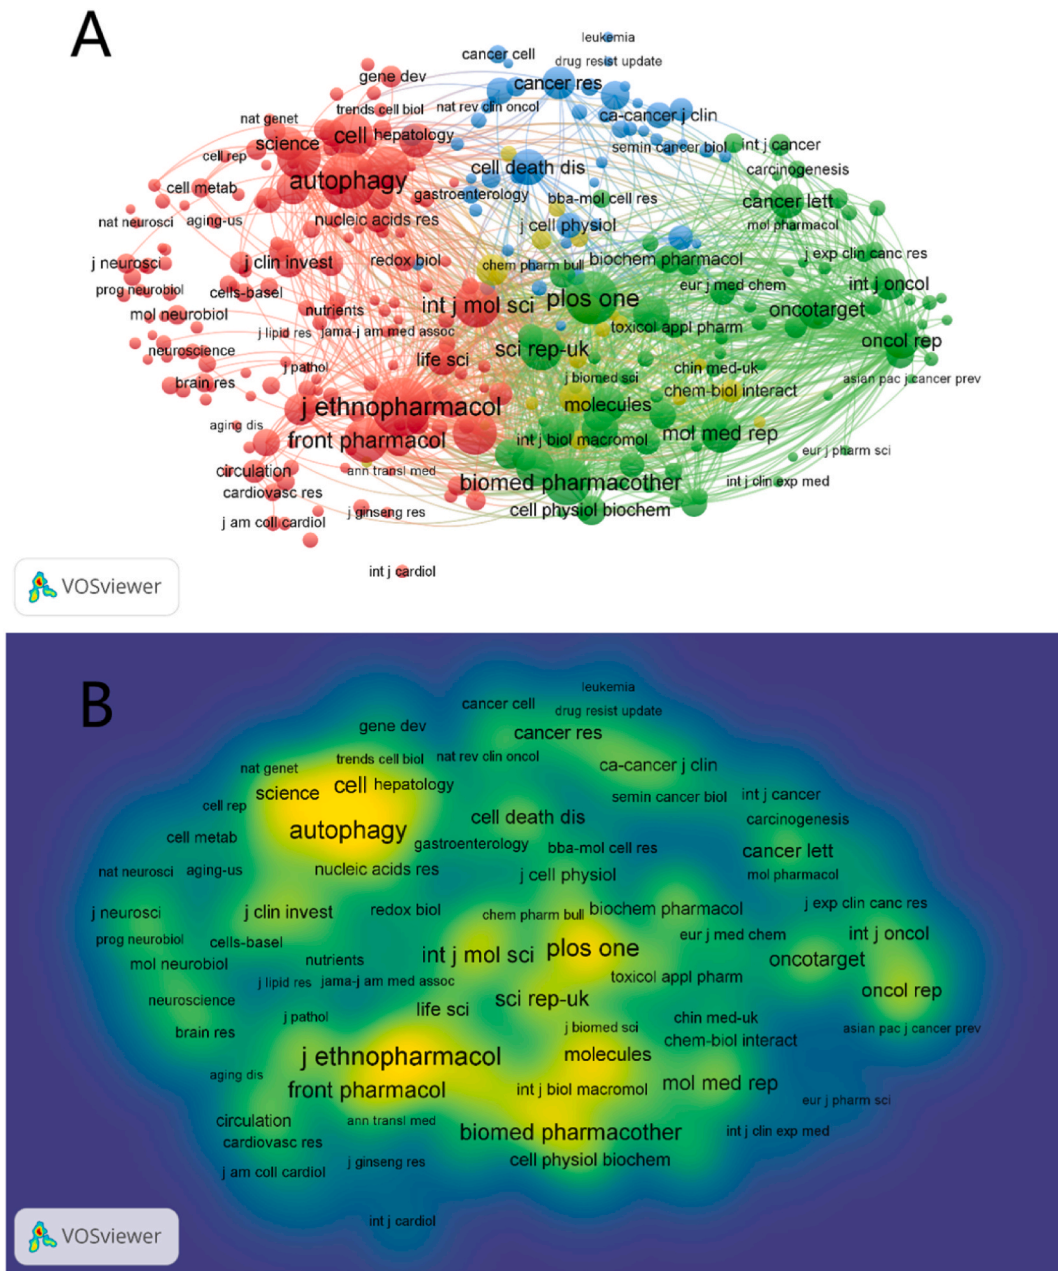 A
leukemia
cancer cell
drug resist update
gene dev
cancer res
trends cell biol
nat rev clin oncol
ca-cancer j clin
nat genet
science
cell
hepatology
semin cancer biol
int j cancer
cell rep
carcinogenesis
autophagy
cell death dis
cell metab
gastroenterology
bba-mol cell res
cancer lett
nat neurosci
aging-us
nucleic acids res
j cell physiol
mol pharmacol
j neurosci
j clin invest
redox biol
chem pharm bull
biochem pharmacol
j exp clin canc res
prog neurobiol
cells-basel
eur j med chem
int j oncol
mol neurobiol
nutrients
int j mol sci
plos one
oncotarget
j lipid res
jama-j am med assoc
toxicol appl pharm
neuroscience
life sci
sci rep-uk
oncol rep
j pathol
chin med-uk
brain res
j biomed sci
chem-biol interact
asian pac j cancer prev
j ethnopharmacol
molecules
aging dis
front pharmacol
int j biol macromol
mol med rep
eur j pharm sci
circulation
ann transl med
biomed pharmacother
int j clin exp med
cardiovasc res
j am coll cardiol
j ginseng res
cell physiol biochem
int j cardiol
VOSviewer
B
leukemia
cancer cell
drug resist update
gene dev
cancer res
trends cell biol
nat rev clin oncol
ca-cancer j clin
nat genet
science
cell
hepatology
semin cancer biol
int j cancer
cell rep
carcinogenesis
autophagy
cell death dis
cell metab
gastroenterology
bba-mol cell res
cancer lett
nat neurosci
aging-us
nucleic acids res
j cell physiol
mol pharmacol
j neurosci
j clin invest
redox biol
chem pharm bull
biochem pharmacol
j exp clin canc res
prog neurobiol
cells-basel
eur j med chem
int j oncol
mol neurobiol
nutrients
int j mol sci
plos one
oncotarget
j lipid res
jama-j am med assoc
toxicol appl pharm
neuroscience
life sci
sci rep-uk
oncol rep
j pathol
chin med-uk
brain res
j biomed sci
chem-biol interact
asian pac j cancer prev
j ethnopharmacol
molecules
aging dis
front pharmacol
int j biol macromol
mol med rep
eur j pharm sci
circulation
ann transl med
biomed pharmacother
int j clin exp med
cardiovasc res
j am coll cardiol
j ginseng res
cell physiol biochem
int j cardiol
VOSviewer